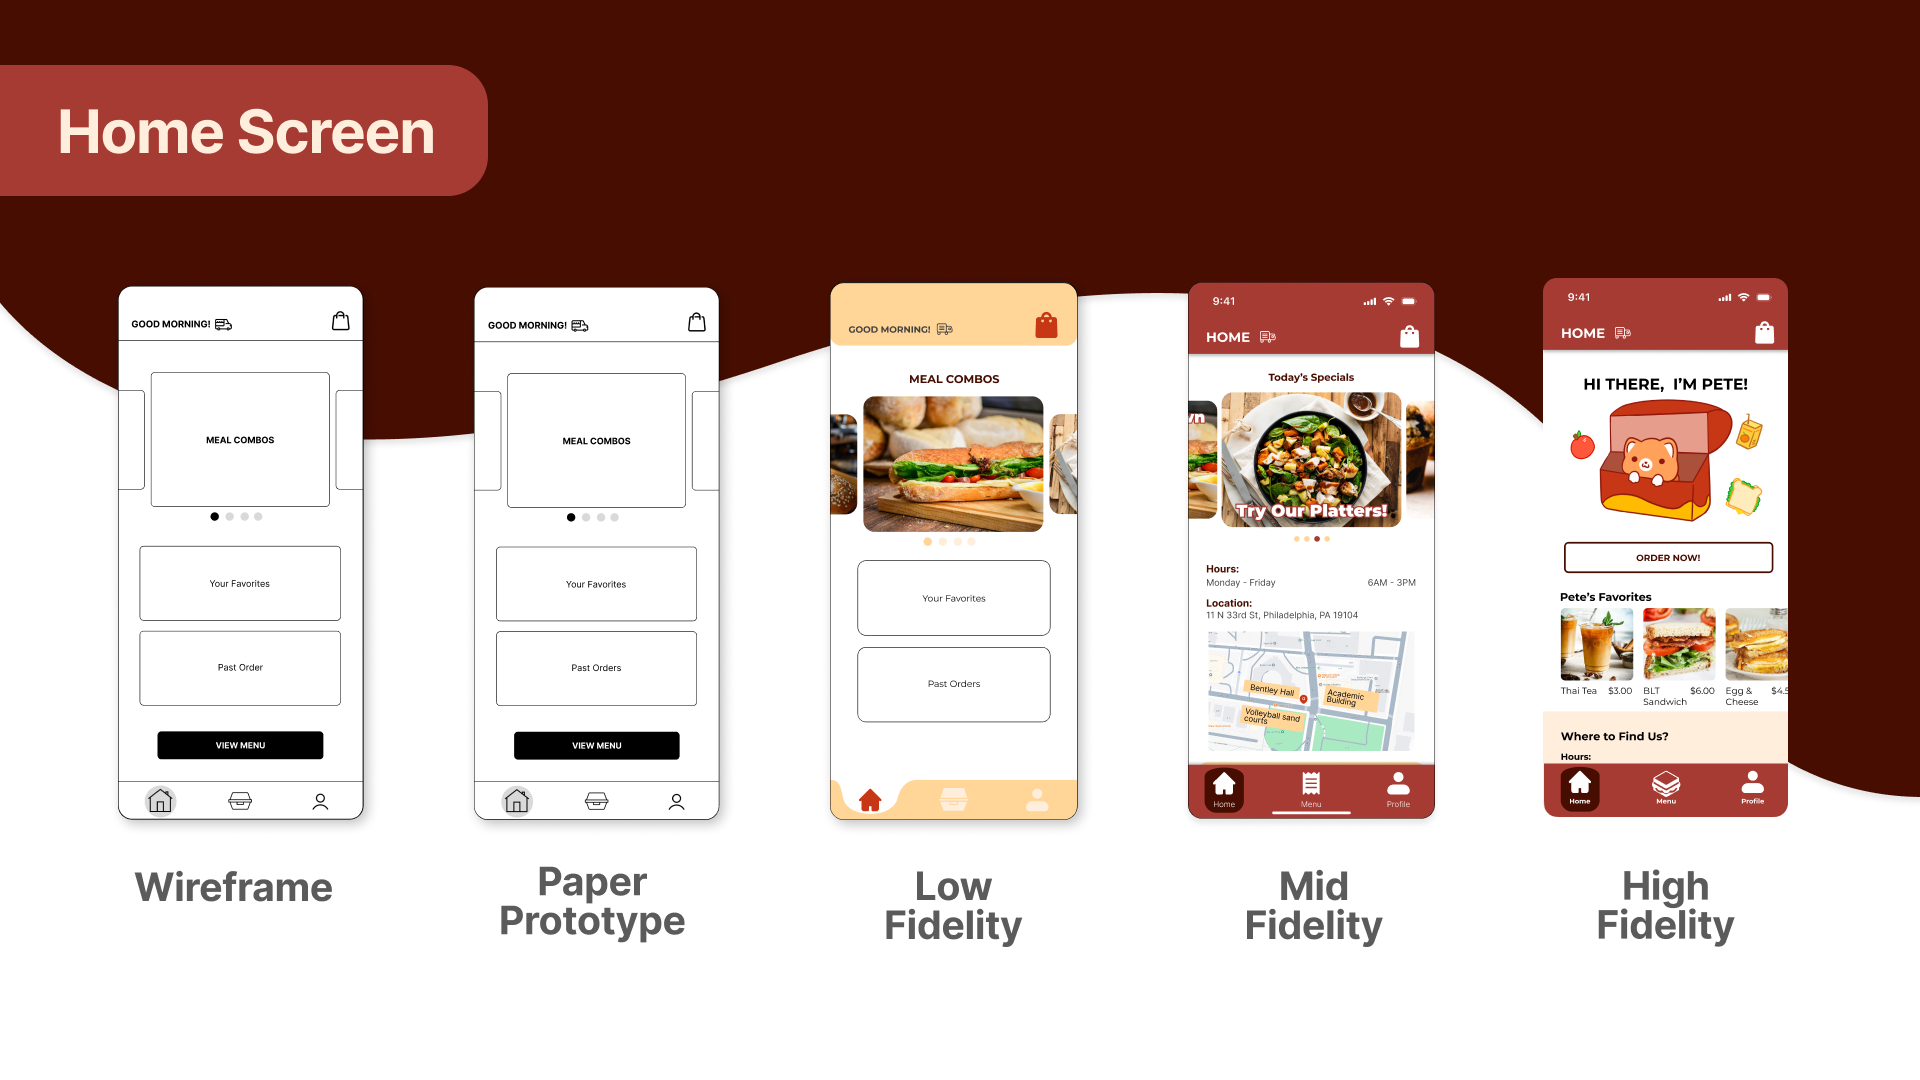 Home Screen
GOOD MORNING!
MEAL COMBOS
Your Favorites
Past Order
VIEW MENU
Wireframe
GOOD MORNING!
MEAL COMBOS
Your Favorites
Past Orders
VIEW MENU
Paper
Prototype
GOOD MORNING!
MEAL COMBOS
Your Favorites
Past Orders
Low
Fidelity
9:41
HOME
Today's Specials
Try Our Platters!
Hours:
Monday - Friday 6AM - 3PM
Location:
11 N 33rd St, Philadelphia, PA 19104
Bentley Hall
Academic
Building
Volleyball sand
courts
Home Menu Profile
Mid
Fidelity
9:41
HOME
HI THERE, I'M PETE!
ORDER NOW!
Pete's Favorites
Thai Tea $3.00
BLT $6.00
Sandwich
Egg &
Cheese
Where to Find Us?
Hours:
Home Menu Profile
High
Fidelity